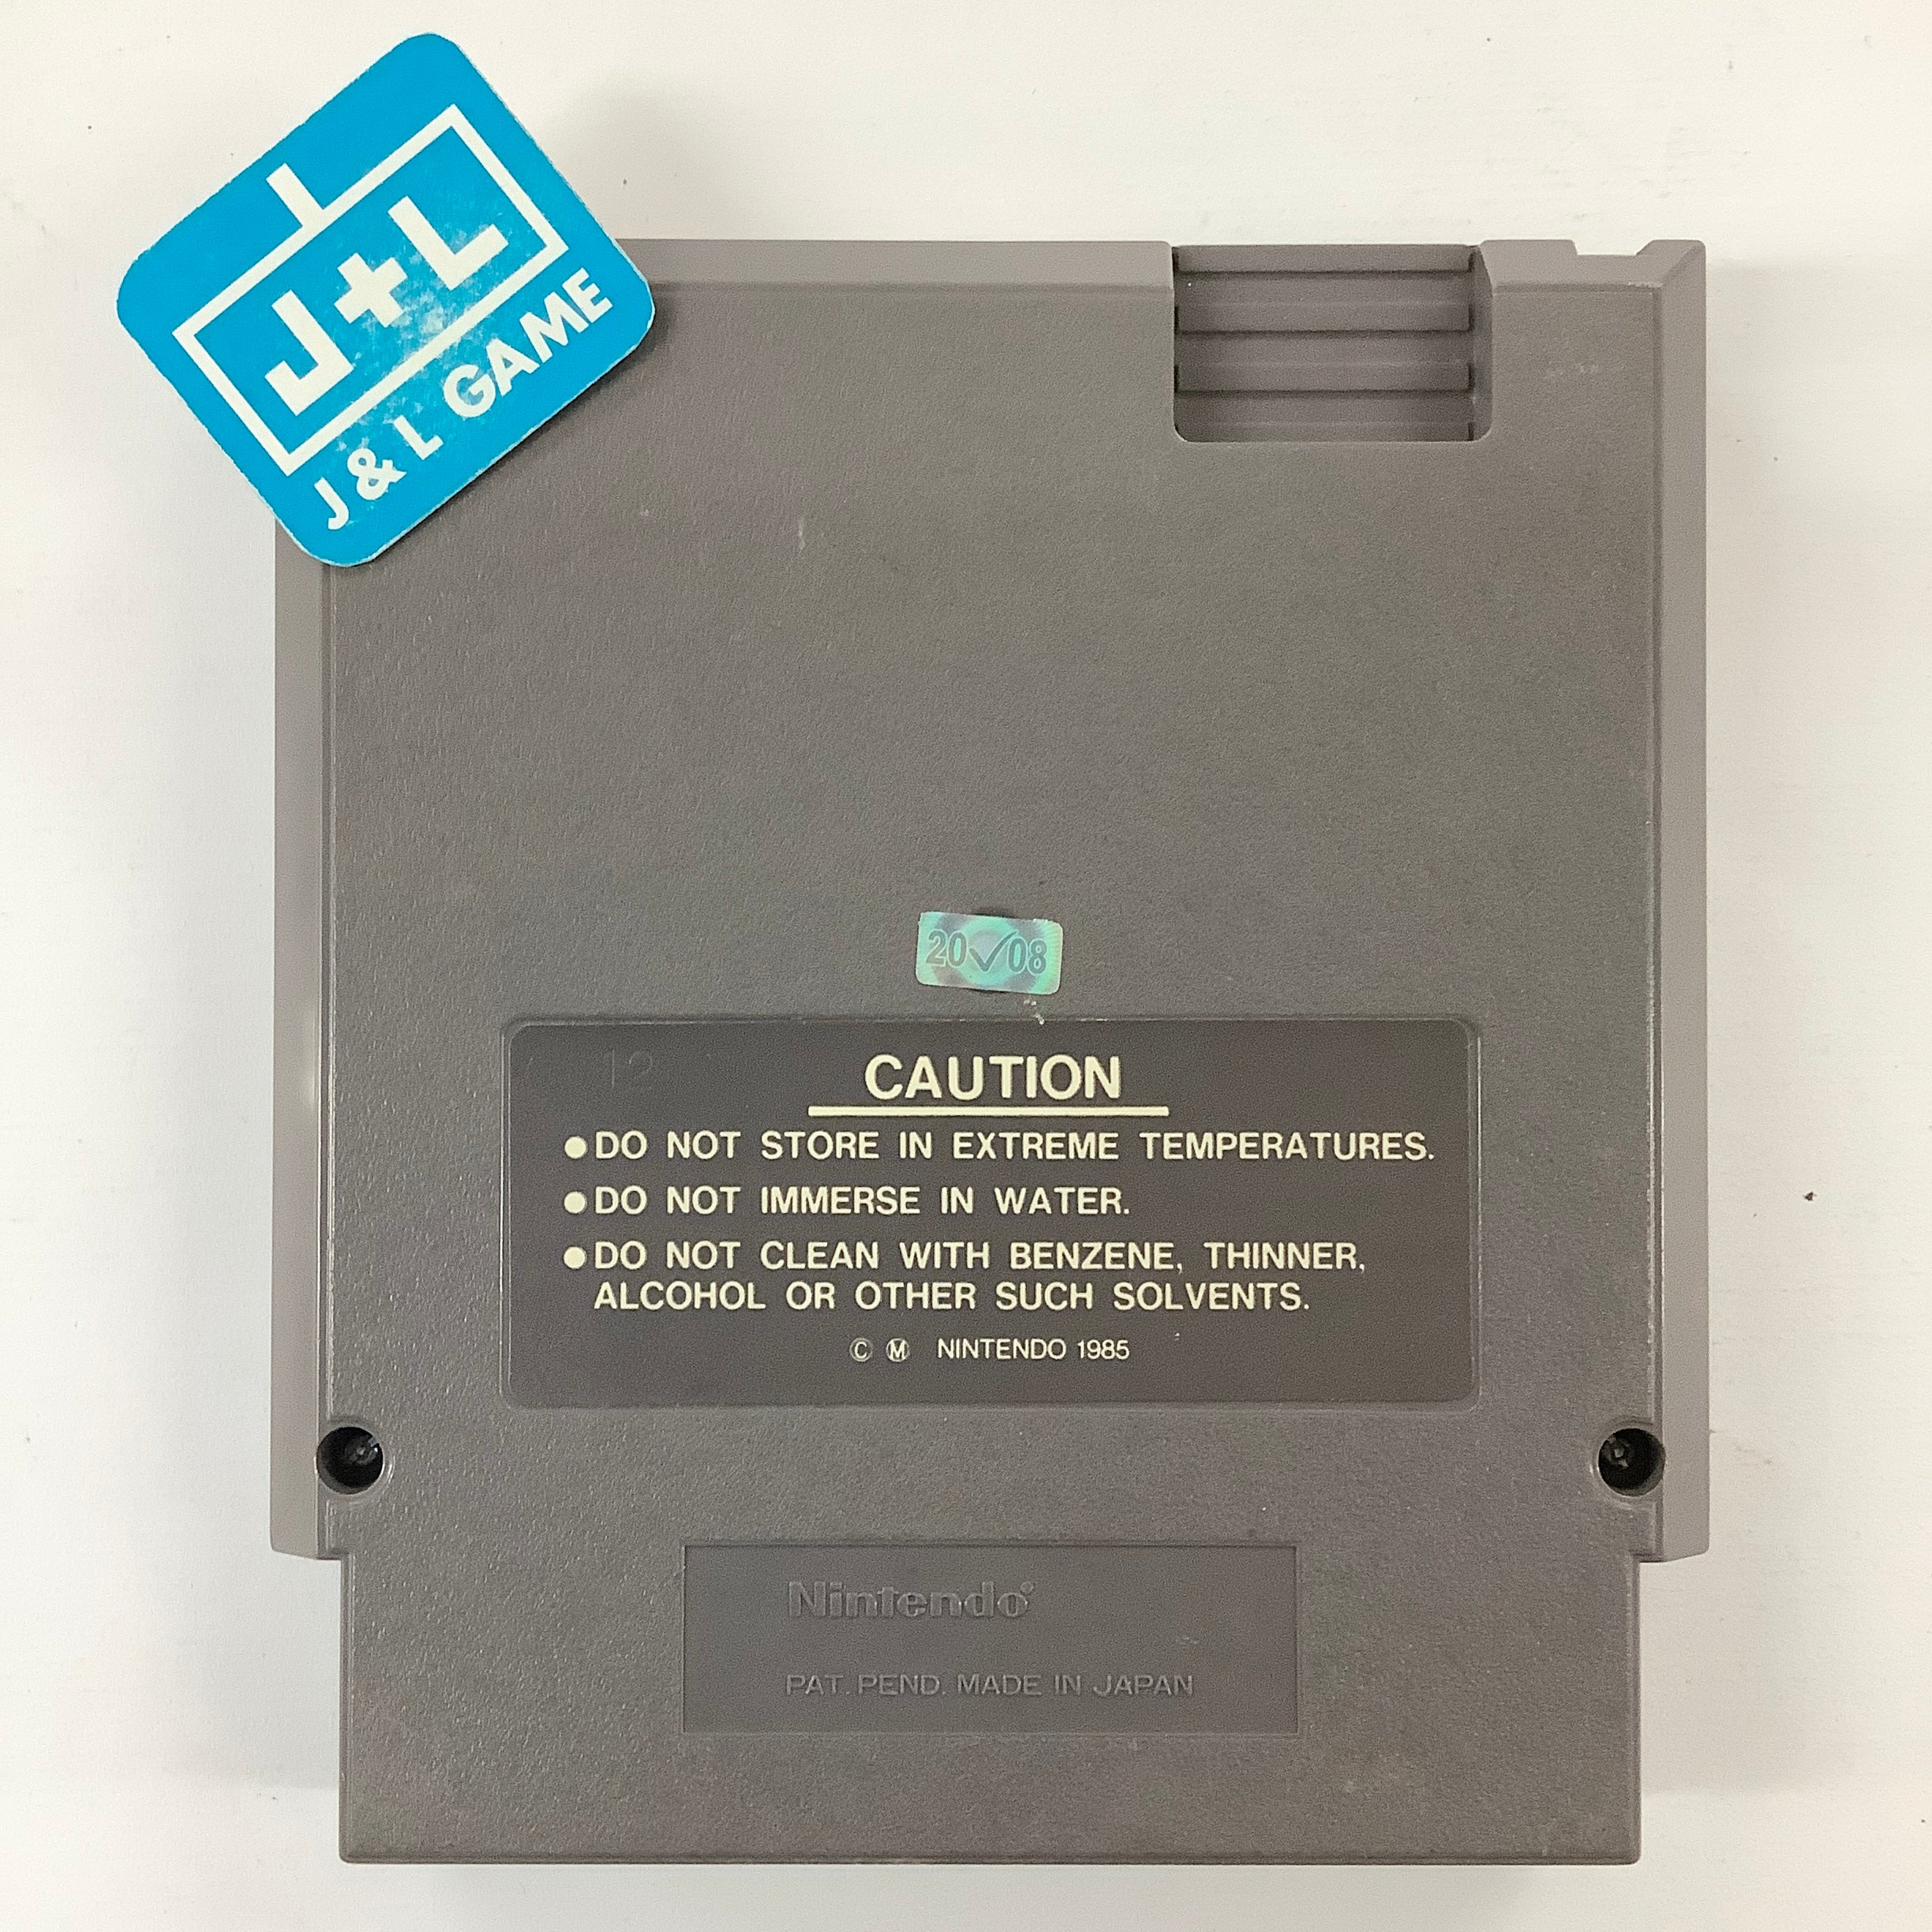 J+L
J & L GAME
20✓08
12
CAUTION
●DO NOT STORE IN EXTREME TEMPERATURES.
●DO NOT IMMERSE IN WATER.
●DO NOT CLEAN WITH BENZENE, THINNER,
ALCOHOL OR OTHER SUCH SOLVENTS.
Ⓒ Ⓜ NINTENDO 1985
Nintendo®
PAT. PEND. MADE IN JAPAN